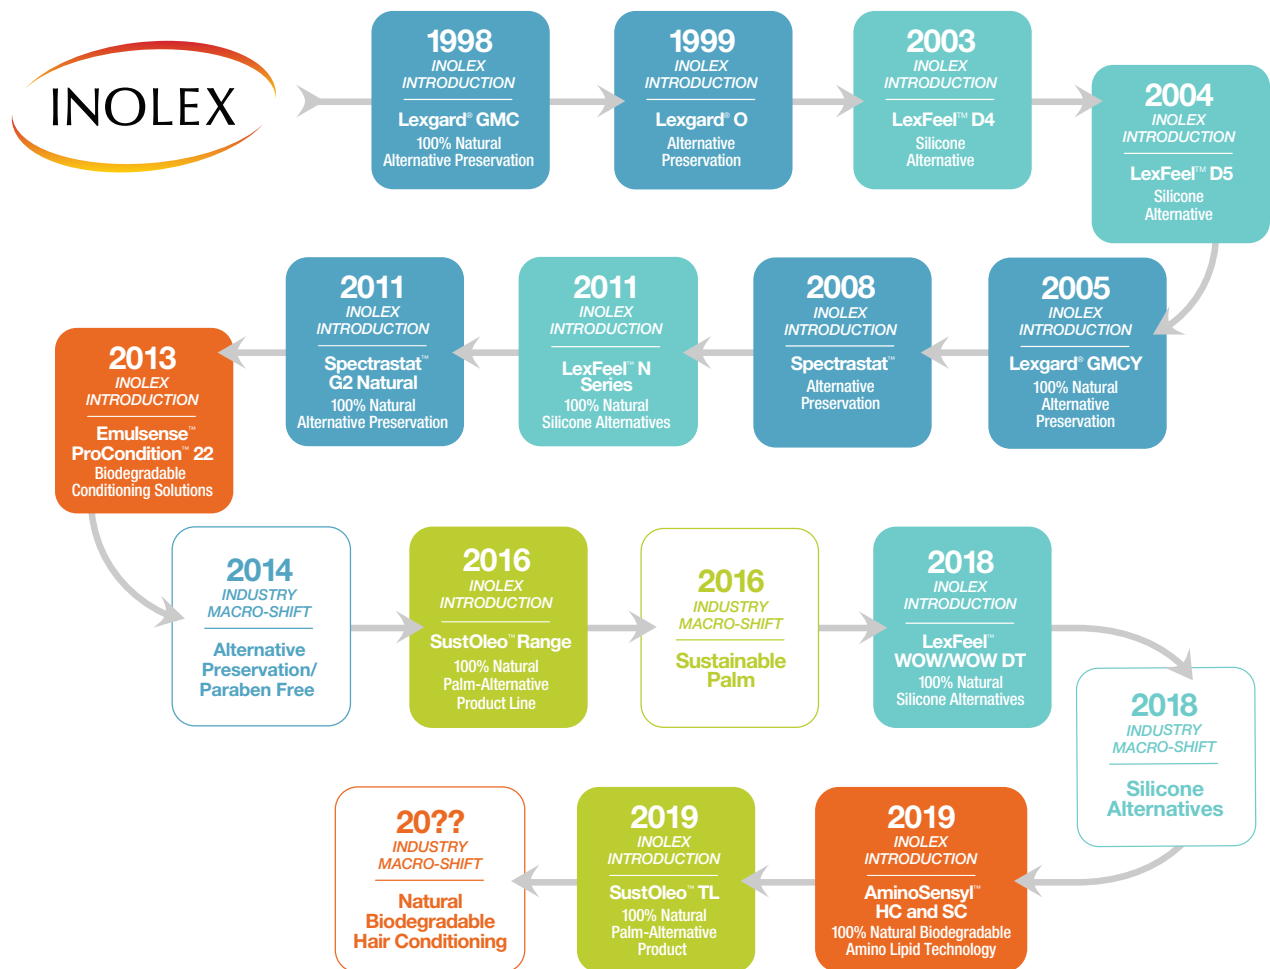 INOLEX
1998
INOLEX
INTRODUCTION
Lexgard® GMC
100% Natural
Alternative Preservation
1999
INOLEX
INTRODUCTION
Lexgard® O
Alternative
Preservation
2003
INOLEX
INTRODUCTION
LexFeel™ D4
Silicone
Alternative
2004
INOLEX
INTRODUCTION
LexFeel™ D5
Silicone
Alternative
2005
INOLEX
INTRODUCTION
Lexgard® GMCY
100% Natural
Alternative
Preservation
2008
INOLEX
INTRODUCTION
Spectrastat™
Alternative
Preservation
2011
INOLEX
INTRODUCTION
LexFeel™ N
Series
100% Natural
Silicone Alternatives
2011
INOLEX
INTRODUCTION
Spectrastat™
G2 Natural
100% Natural
Alternative Preservation
2013
INOLEX
INTRODUCTION
Emulsense™
ProCondition™ 22
Biodegradable
Conditioning Solutions
2014
INDUSTRY
MACRO-SHIFT
Alternative
Preservation/
Paraben Free
2016
INOLEX
INTRODUCTION
SustOleo™ Range
100% Natural
Palm-Alternative
Product Line
2016
INDUSTRY
MACRO-SHIFT
Sustainable
Palm
2018
INOLEX
INTRODUCTION
LexFeel™
WOW/WOW DT
100% Natural
Silicone Alternatives
2018
INDUSTRY
MACRO-SHIFT
Silicone
Alternatives
2019
INOLEX
INTRODUCTION
AminoSensyl™
HC and SC
100% Natural Biodegradable
Amino Lipid Technology
2019
INOLEX
INTRODUCTION
SustOleo™ TL
100% Natural
Palm-Alternative
Product
20??
INDUSTRY
MACRO-SHIFT
Natural
Biodegradable
Hair Conditioning